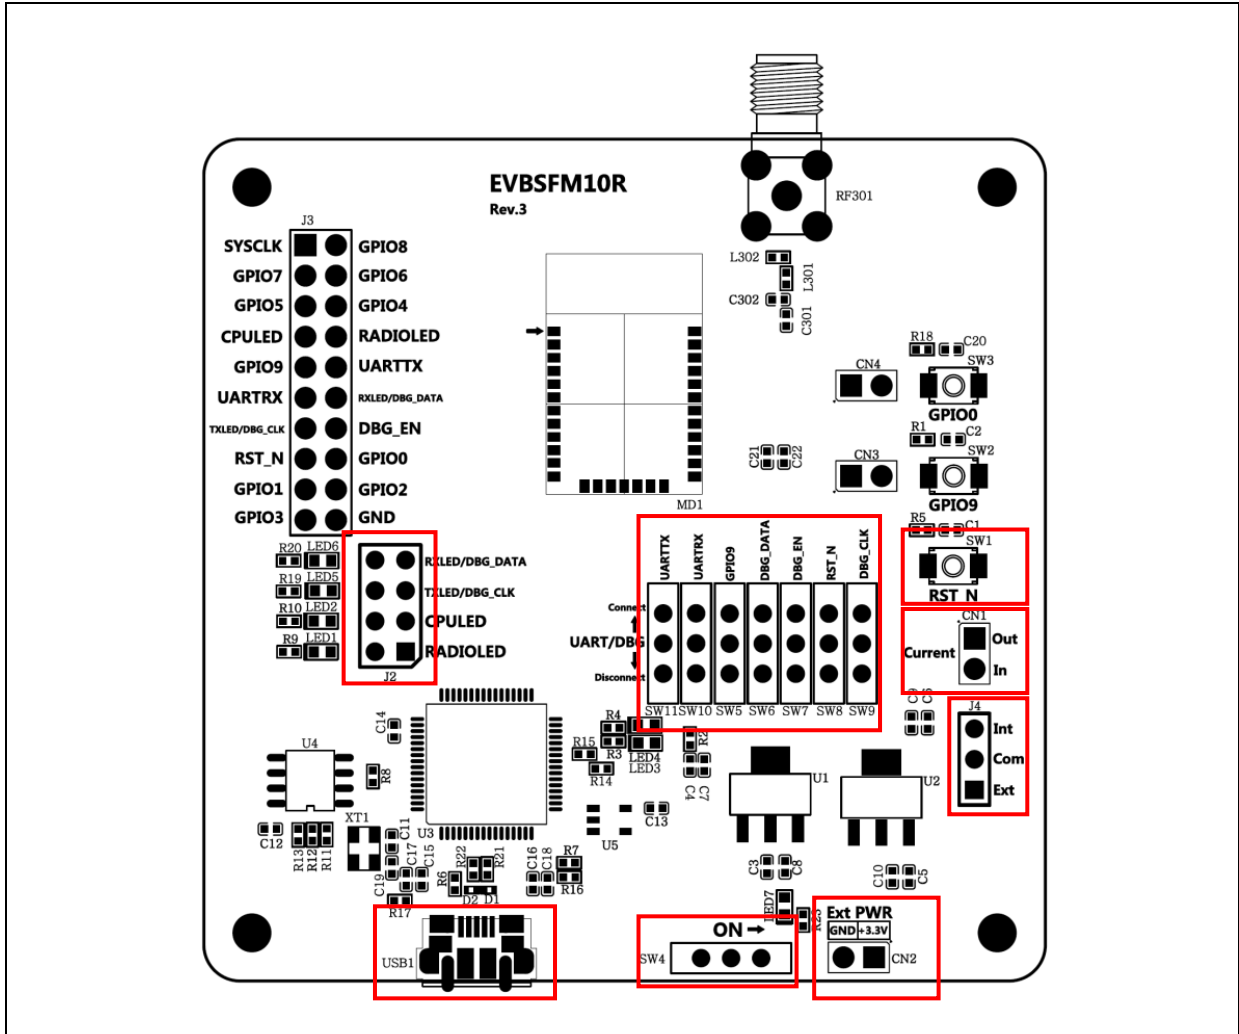 EVBSFM10R
Rev.3
RF301
J3
SYSCLK GPIO8
GPIO7 GPIO6
GPIO5 GPIO4
CPULED RADIOLED
GPIO9 UARTTX
UARTRX RXLED/DBG_DATA
TXLED/DBG_CLK DBG_EN
RST_N GPIO0
GPIO1 GPIO2
GPIO3 GND
L302
L301
C302
C301
R18 C20
CN4 SW3
GPIO0
R1 C2
CN3 SW2
GPIO9
C21 C22
MD1
R5 C1
SW1
RST_N
R20 LED6 RXLED/DBG_DATA
R19 LED5 TXLED/DBG_CLK
R10 LED2 CPULED
R9 LED1 RADIOLED
J2
UARTTX UARTRX GPIO9 DBG_DATA DBG_EN RST_N DBG_CLK
Connect
UART/DBG
Disconnect
SW11 SW10 SW5 SW6 SW7 SW8 SW9
CN1
Current Out
In
J4
Int
Com
Ext
C14
U4
R8
XT1
C12
R13 R12 R11
C11
C19
C17 C15
U3
R17
R6
R22 R21
D2 D1
C16 C18
R7
R16
R4
R3
LED4
LED3
R15
R14
U5
C13
C4 C7
U1
U2
C3 C8
C10 C5
LED7
R23
USB1
ON
SW4
Ext PWR
GND +3.3V
CN2